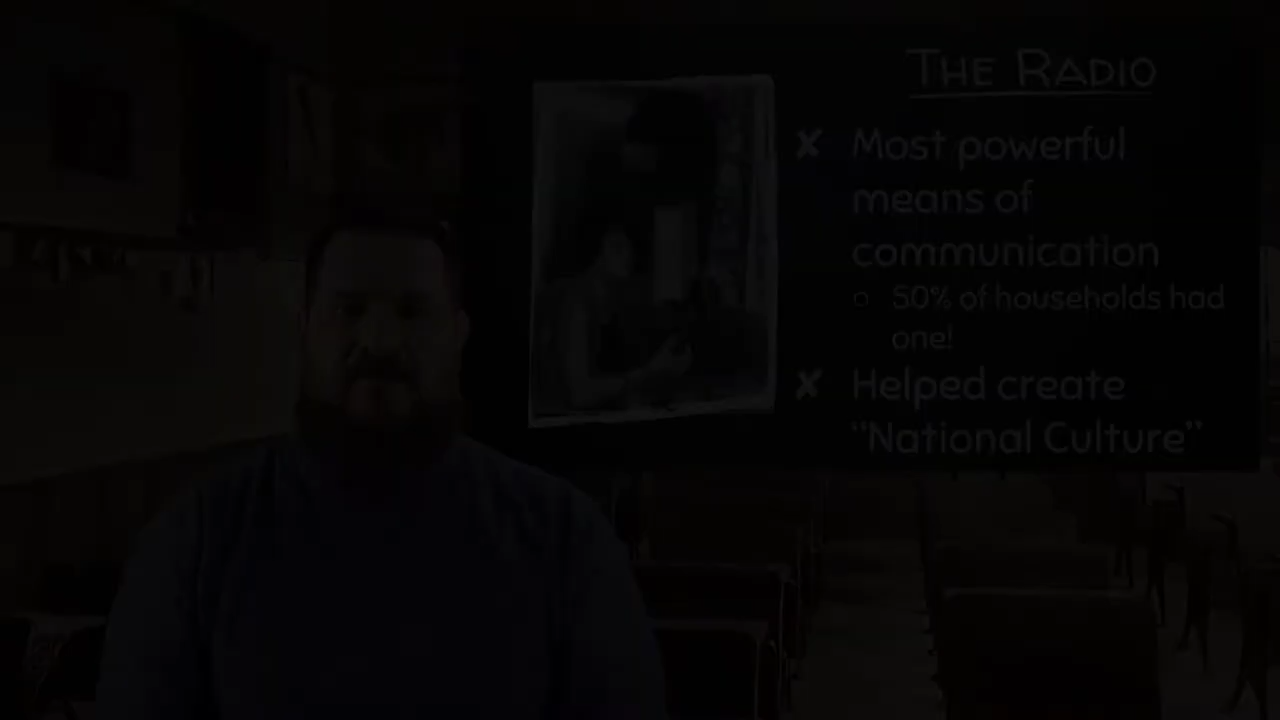 THE RADIO
✘ Most powerful
means of
communication
○ 50% of households had
one!
✘ Helped create
“National Culture”